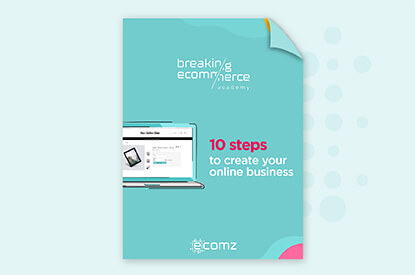 breaking
ecommerce
academy
10 steps
to create your
online business
ecomz